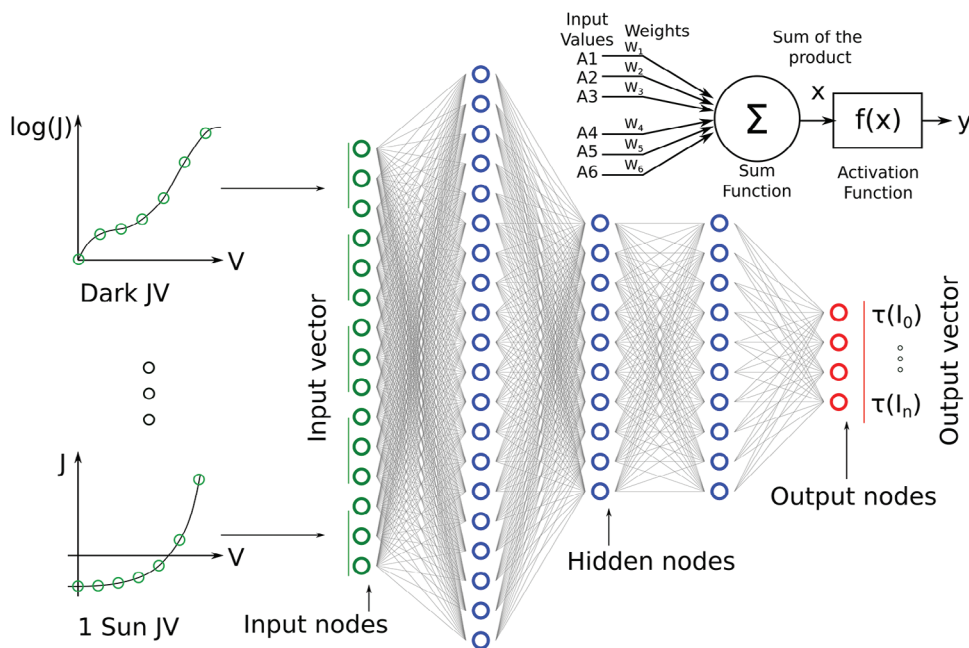 Input
Values
Weights
A1
A2
A3
A4
A5
A6
W₁
W₂
W₃
W₄
W₅
W₆
Σ
Sum
Function
Sum of the
product
x
f(x)
y
Activation
Function
log(J)
V
Dark JV
J
V
1 Sun JV
Input vector
Input nodes
Hidden nodes
Output nodes
τ(I₀)
τ(Iₙ)
Output vector